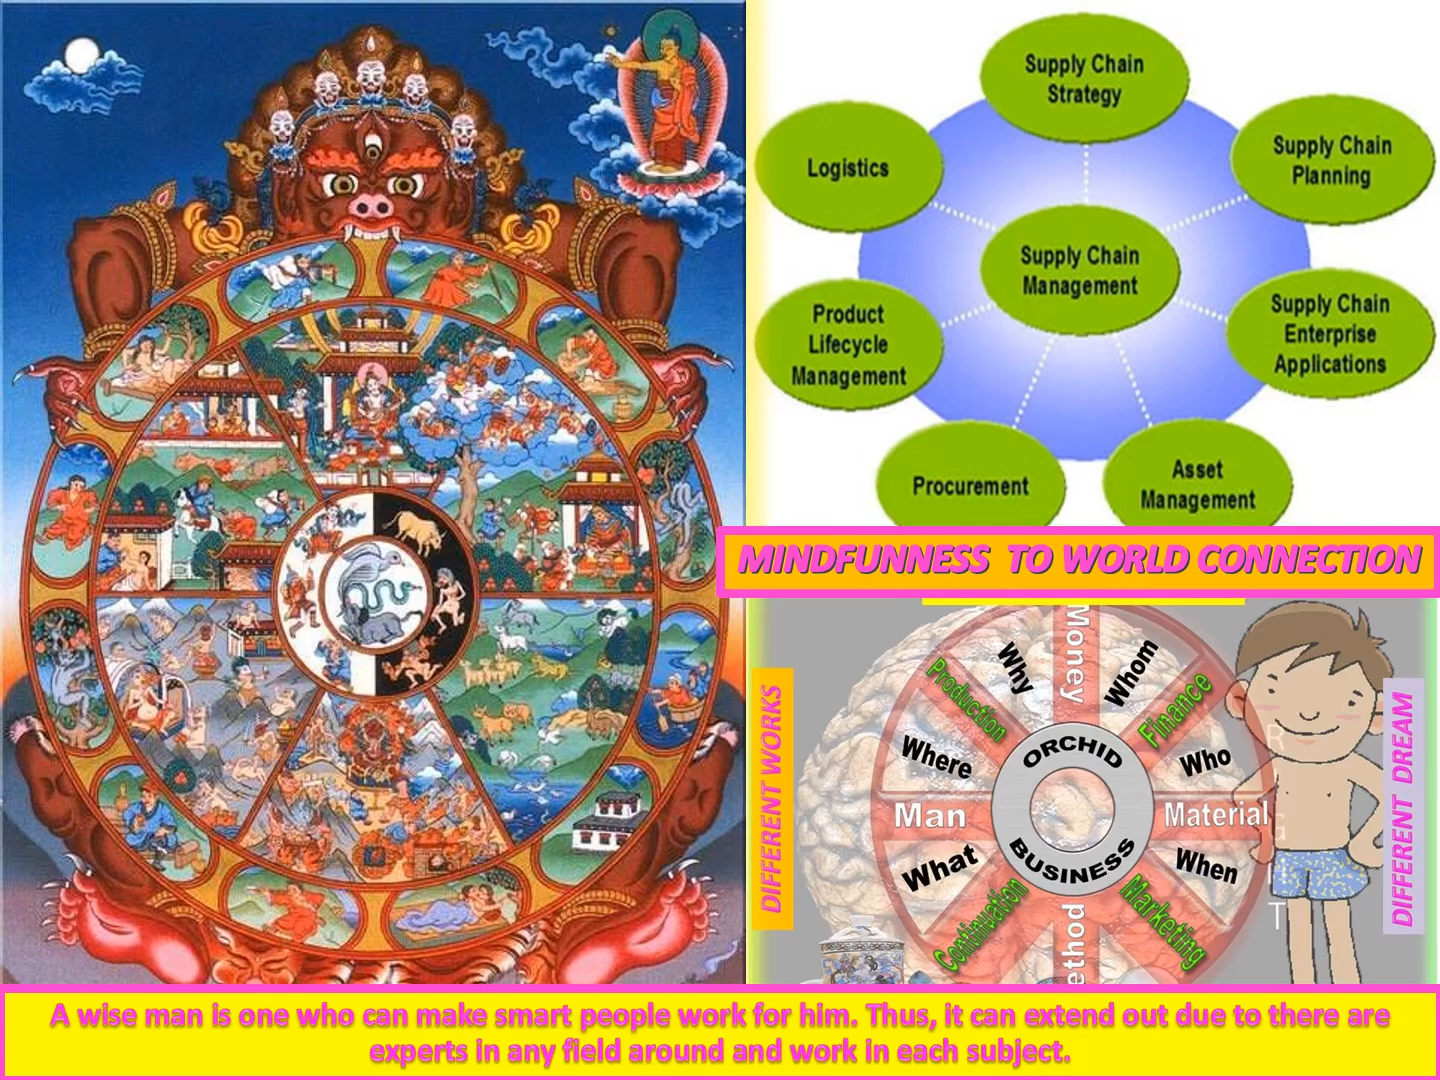 Supply Chain
Strategy
Logistics
Supply Chain
Planning
Supply Chain
Management
Product
Lifecycle
Management
Supply Chain
Enterprise
Applications
Procurement
Asset
Management
MINDFUNNESS TO WORLD CONNECTION
DIFFERENT WORKS
Money
Why
Whom
Production
Finance
Where
Who
ORCHID
Man
Material
BUSINESS
What
When
Continuation
ethod
Marketing
R
G
T
DIFFERENT DREAM
A wise man is one who can make smart people work for him. Thus, it can extend out due to there are
experts in any field around and work in each subject.